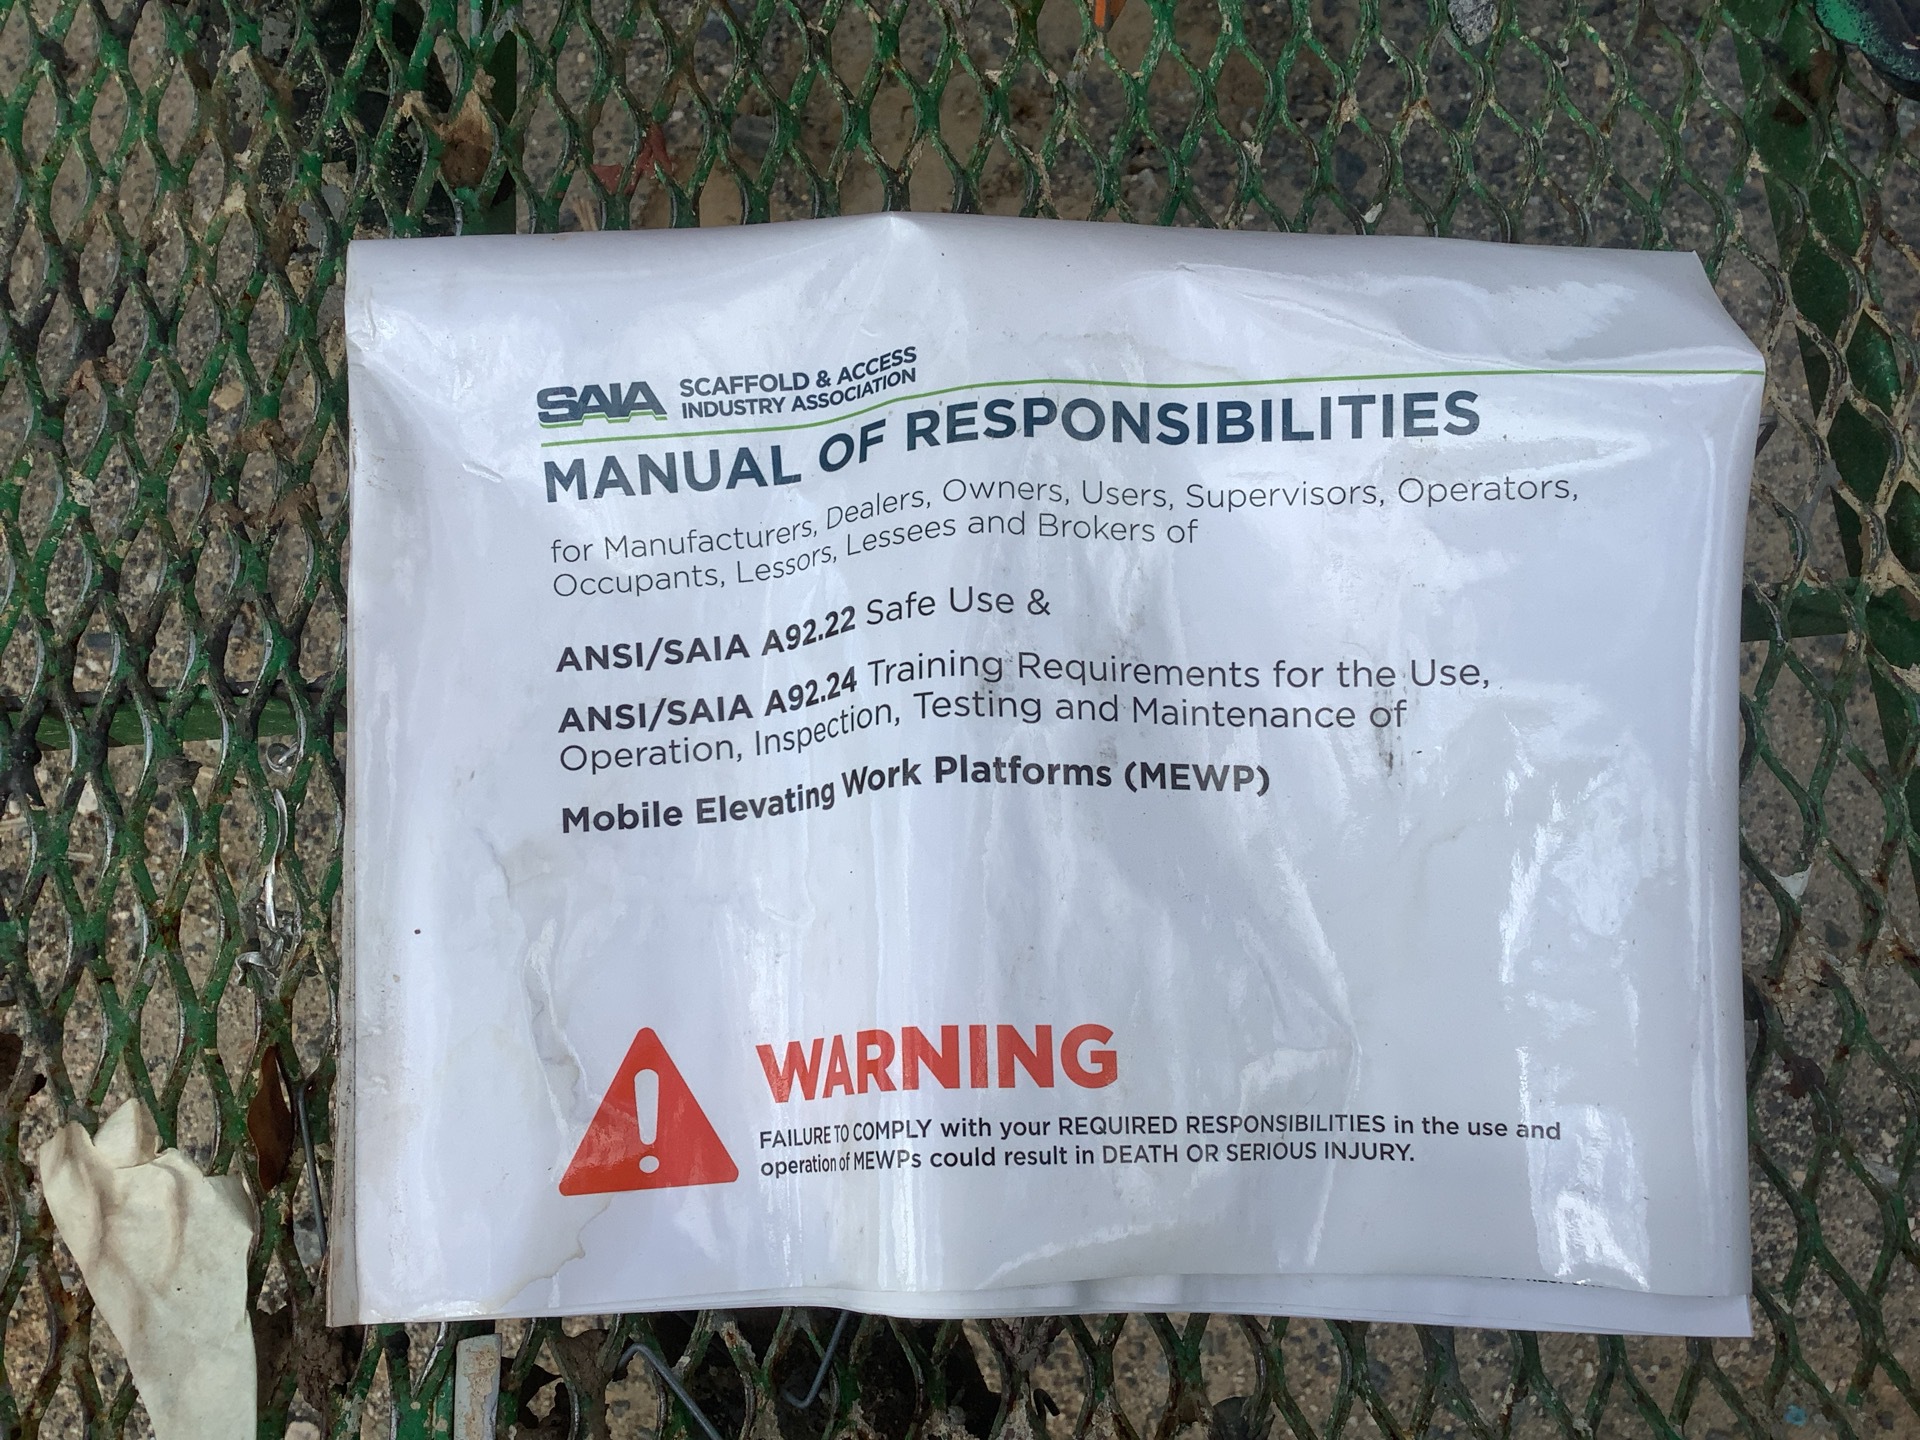 SAIA SCAFFOLD & ACCESS
INDUSTRY ASSOCIATION
MANUAL OF RESPONSIBILITIES
for Manufacturers, Dealers, Owners, Users, Supervisors, Operators,
Occupants, Lessors, Lessees and Brokers of
ANSI/SAIA A92.22 Safe Use &
ANSI/SAIA A92.24 Training Requirements for the Use,
Operation, Inspection, Testing and Maintenance of
Mobile Elevating Work Platforms (MEWP)
WARNING
FAILURE TO COMPLY with your REQUIRED RESPONSIBILITIES in the use and
operation of MEWPs could result in DEATH OR SERIOUS INJURY.